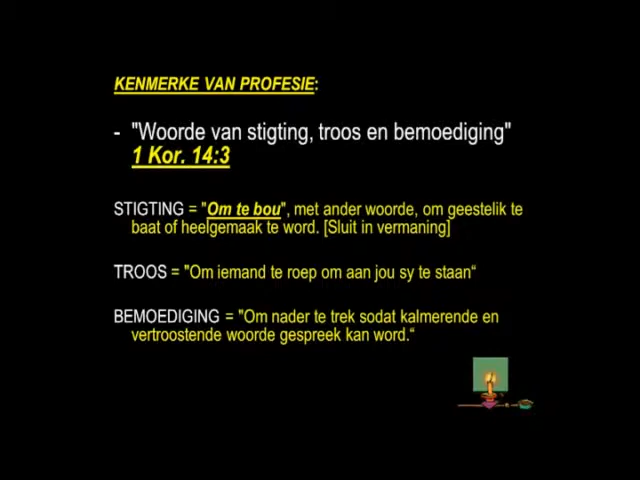 KENMERKE VAN PROFESIE:
- "Woorde van stigting, troos en bemoediging"
1 Kor. 14:3
STIGTING = "Om te bou", met ander woorde, om geestelik te
baat of heelgemaak te word. [Sluit in vermaning]
TROOS = "Om iemand te roep om aan jou sy te staan“
BEMOEDIGING = "Om nader te trek sodat kalmerende en
vertroostende woorde gespreek kan word.“